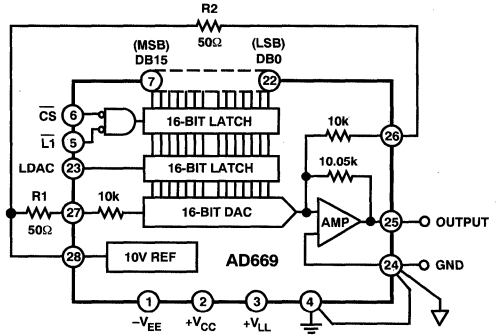 R2
50Ω
(MSB)
DB15
(LSB)
DB0
7
22
CS
6
16-BIT LATCH
10k
26
L1
5
LDAC
23
16-BIT LATCH
10.05k
R1
50Ω
27
10k
16-BIT DAC
AMP
25
OUTPUT
28
10V REF
AD669
24
GND
1
2
3
4
–VEE
+VCC
+VLL